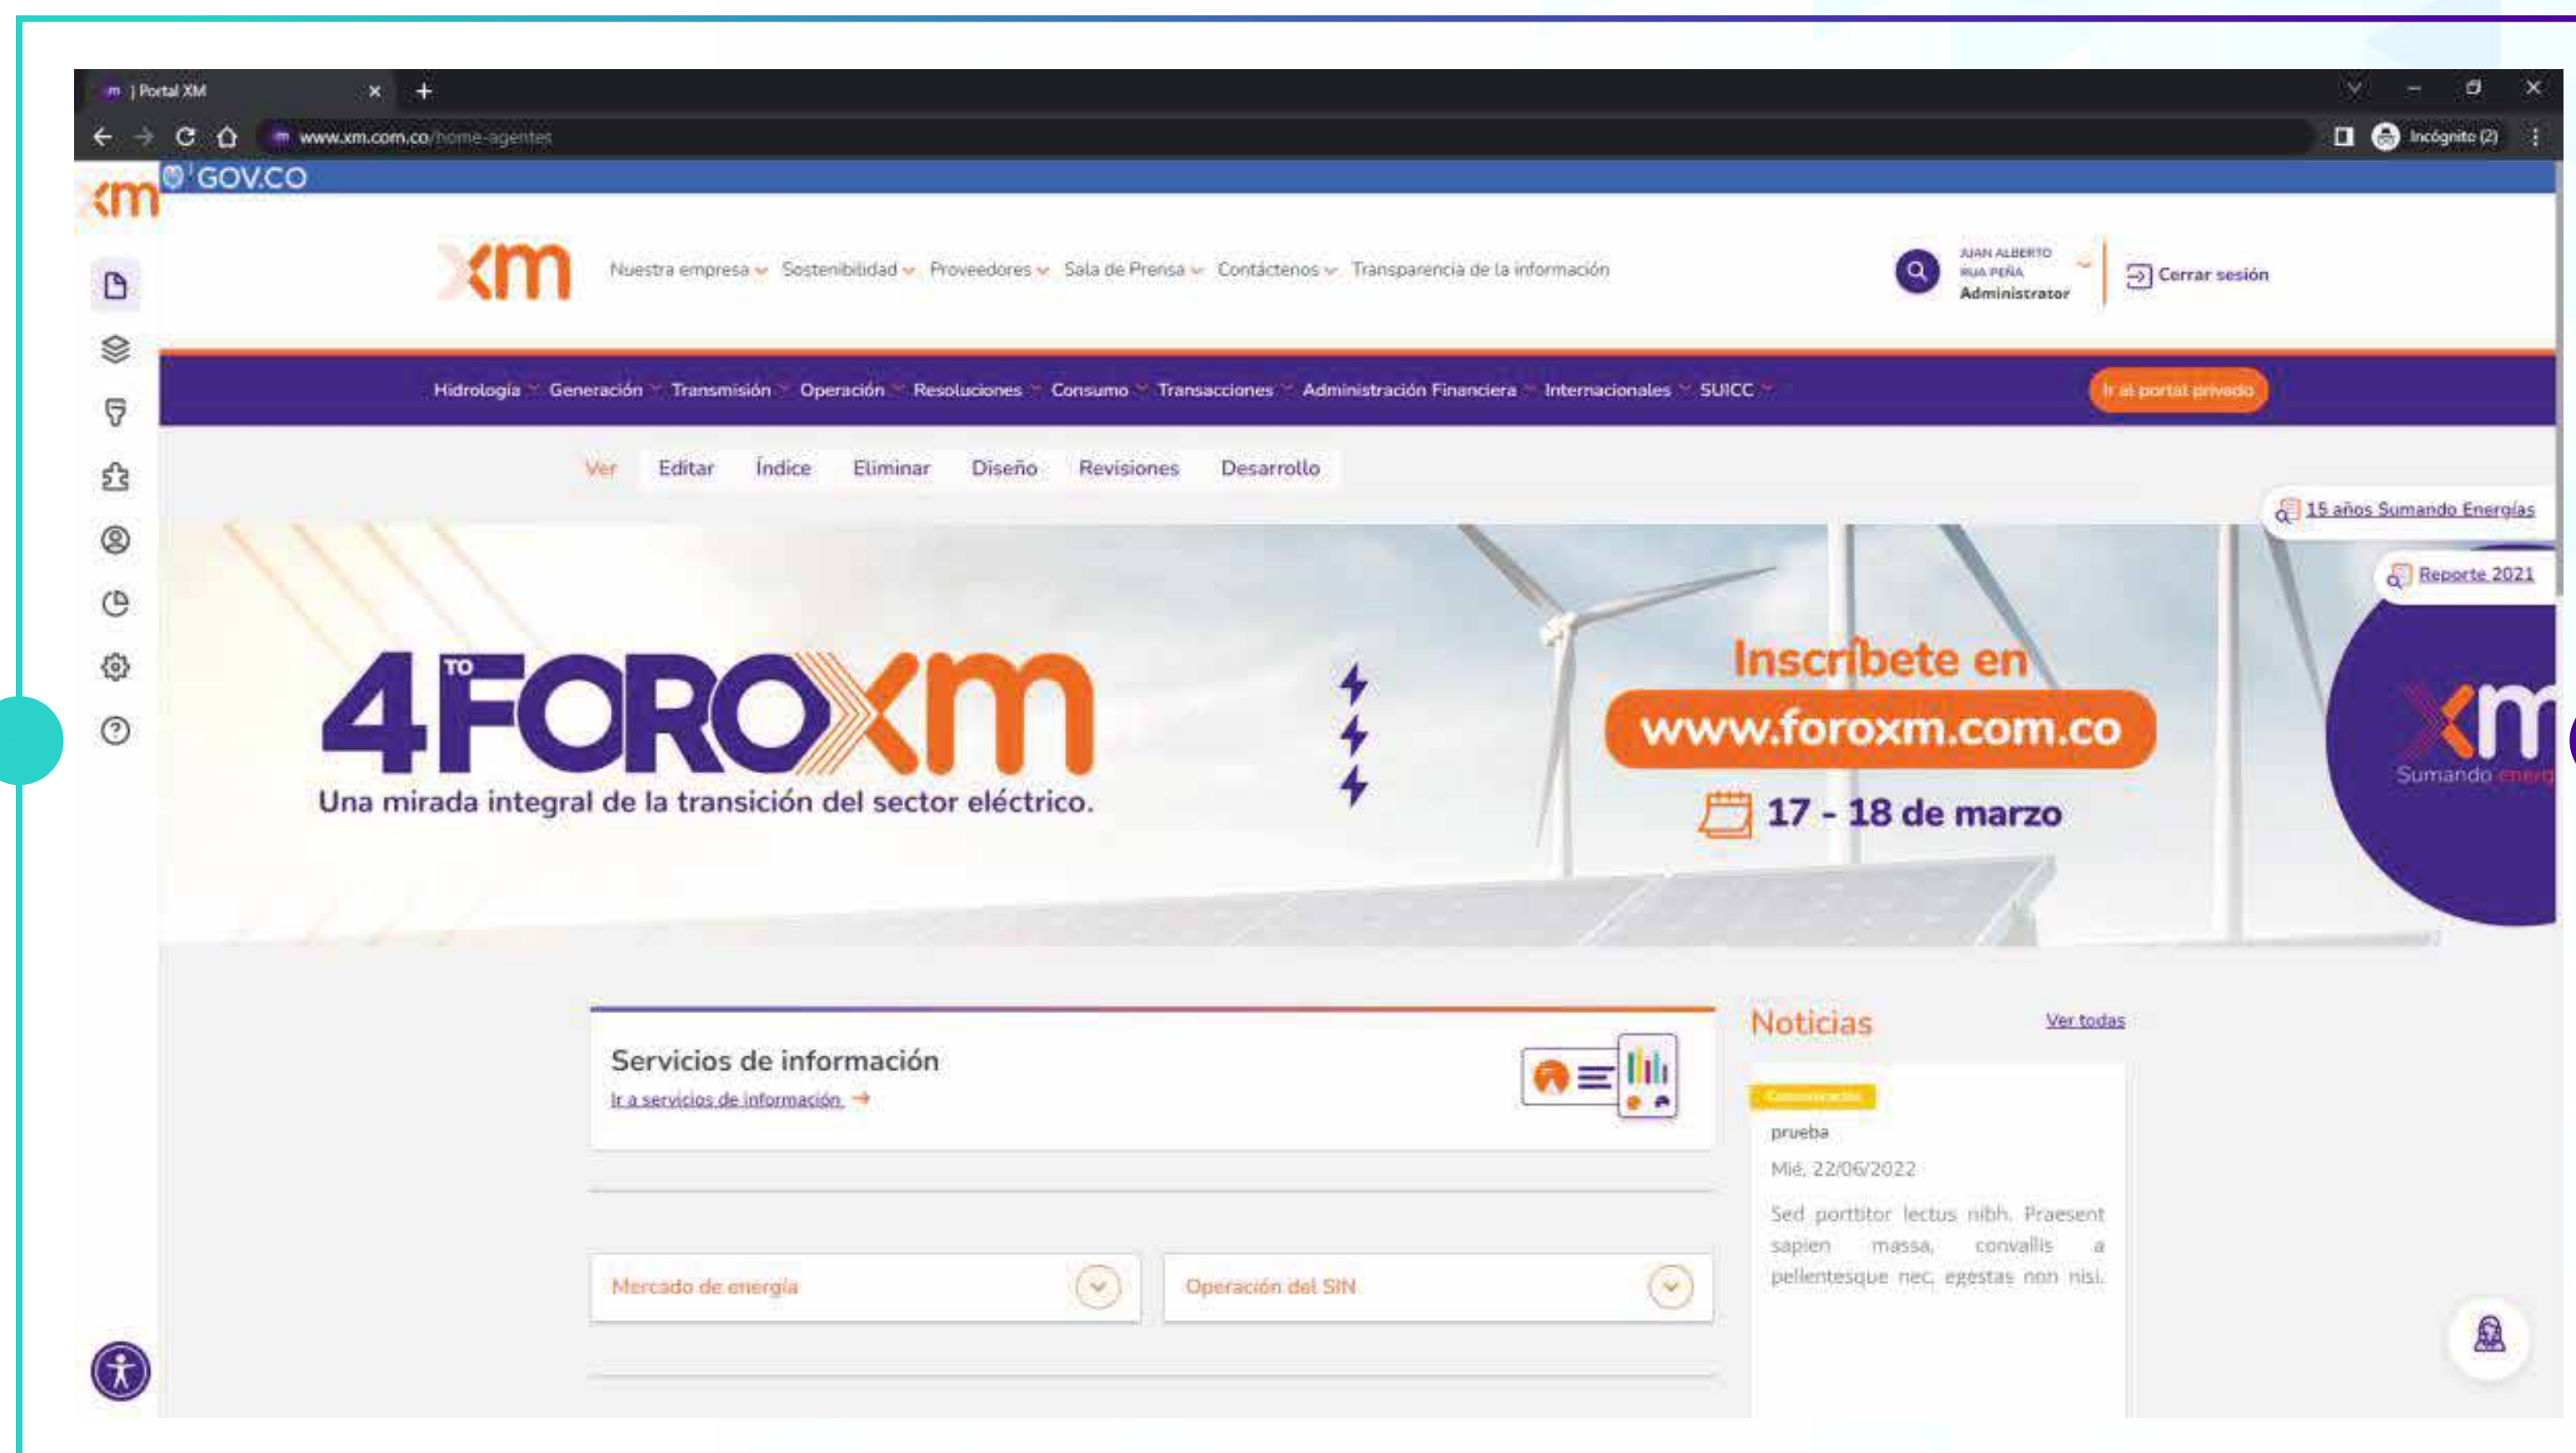 Portal XM
www.xm.com.co/home-agentes
Incógnito (2)
GOV.CO
xm
xm
Nuestra empresa Sostenibilidad Proveedores Sala de Prensa Contáctenos Transparencia de la información
JUAN ALBERTO
RUA PEÑA
Administrator
Cerrar sesión
Hidrología Generación Transmisión Operación Resoluciones Consumo Transacciones Administración Financiera Internacionales SUICC
Ir al portal privado
Ver Editar Índice Eliminar Diseño Revisiones Desarrollo
15 años Sumando Energías
Reporte 2021
4TO FORO xm
Una mirada integral de la transición del sector eléctrico.
Inscríbete en
www.foroxm.com.co
17 - 18 de marzo
xm
Sumando energ
Servicios de información
Ir a servicios de información
Noticias
Ver todas
prueba
Mié, 22/06/2022
Sed porttitor lectus nibh. Praesent
sapien massa, convallis a
pellentesque nec, egestas non nisi.
Mercado de energía
Operación del SIN